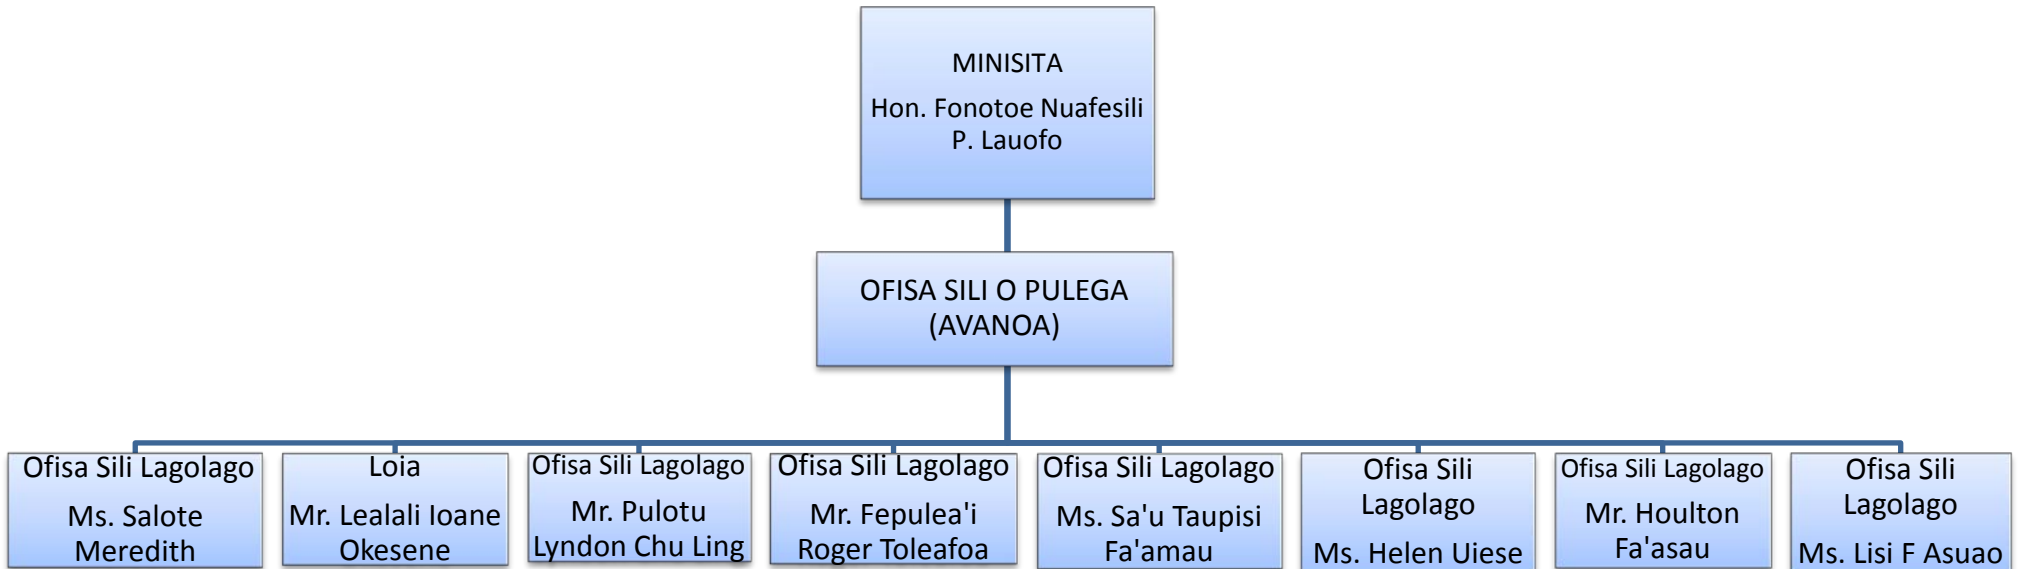 MINISITA
Hon. Fonotoe Nuafesili
P. Lauofo
OFISA SILI O PULEGA
(AVANOA)
Ofisa Sili Lagolago
Ms. Salote
Meredith
Loia
Mr. Lealali Ioane
Okesene
Ofisa Sili Lagolago
Mr. Pulotu
Lyndon Chu Ling
Ofisa Sili Lagolago
Mr. Fepulea'i
Roger Toleafoa
Ofisa Sili Lagolago
Ms. Sa'u Taupisi
Fa'amau
Ofisa Sili
Lagolago
Ms. Helen Uiese
Ofisa Sili Lagolago
Mr. Houlton
Fa'asau
Ofisa Sili
Lagolago
Ms. Lisi F Asuao